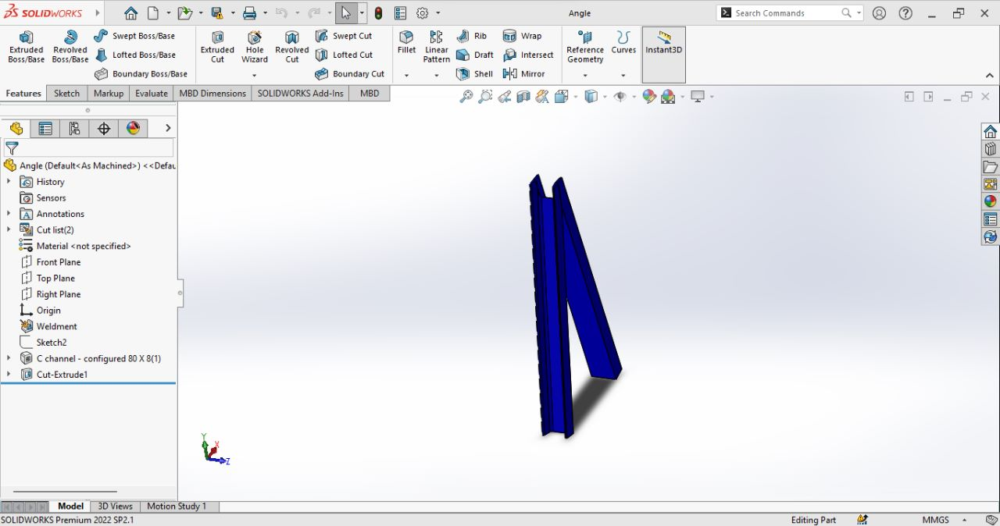 SOLIDWORKS
Angle
Search Commands
Extruded Boss/Base
Revolved Boss/Base
Swept Boss/Base
Lofted Boss/Base
Boundary Boss/Base
Extruded Cut
Hole Wizard
Revolved Cut
Swept Cut
Lofted Cut
Boundary Cut
Fillet
Linear Pattern
Rib
Draft
Shell
Wrap
Intersect
Mirror
Reference Geometry
Curves
Instant3D
Features
Sketch
Markup
Evaluate
MBD Dimensions
SOLIDWORKS Add-Ins
MBD
Angle (Default<As Machined>) <<Defau
History
Sensors
Annotations
Cut list(2)
Material <not specified>
Front Plane
Top Plane
Right Plane
Origin
Weldment
Sketch2
C channel - configured 80 X 8(1)
Cut-Extrude1
Y
X
Z
Model
3D Views
Motion Study 1
SOLIDWORKS Premium 2022 SP2.1
Editing Part
MMGS